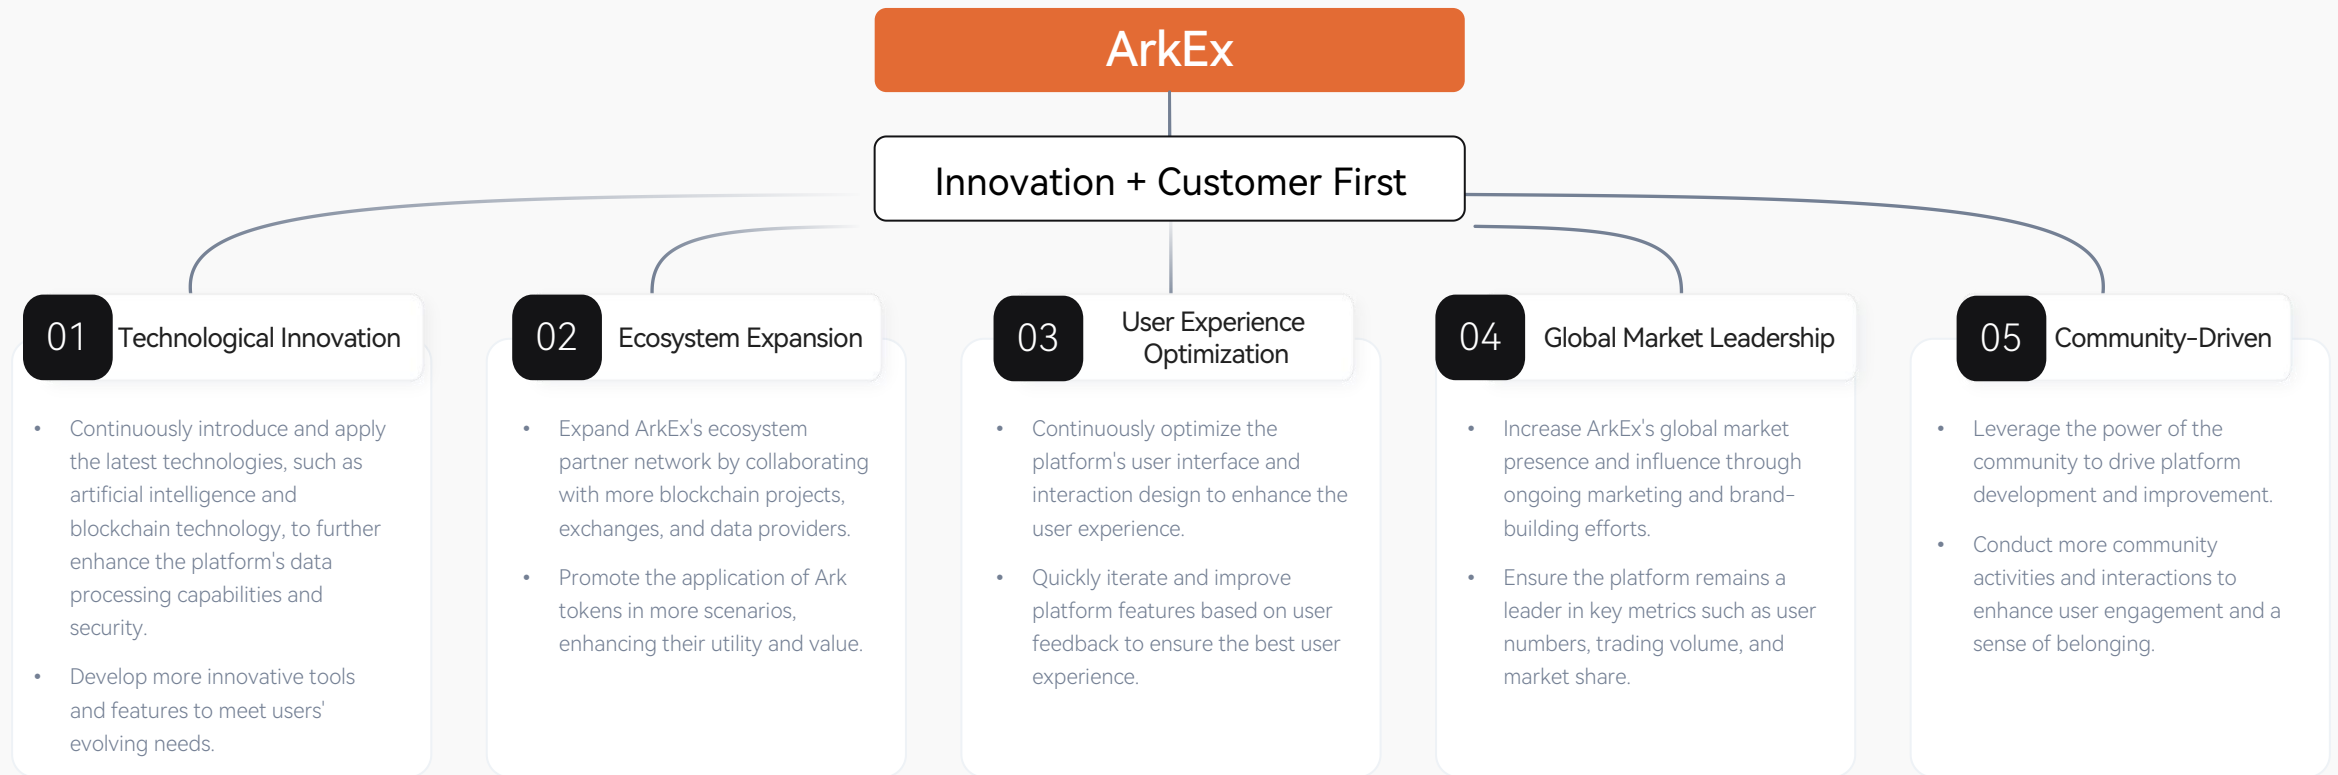 ArkEx
Innovation + Customer First
01
Technological Innovation
• Continuously introduce and apply
the latest technologies, such as
artificial intelligence and
blockchain technology, to further
enhance the platform's data
processing capabilities and
security.
• Develop more innovative tools
and features to meet users'
evolving needs.
02
Ecosystem Expansion
• Expand ArkEx's ecosystem
partner network by collaborating
with more blockchain projects,
exchanges, and data providers.
• Promote the application of Ark
tokens in more scenarios,
enhancing their utility and value.
03
User Experience
Optimization
• Continuously optimize the
platform's user interface and
interaction design to enhance the
user experience.
• Quickly iterate and improve
platform features based on user
feedback to ensure the best user
experience.
04
Global Market Leadership
• Increase ArkEx's global market
presence and influence through
ongoing marketing and brand-
building efforts.
• Ensure the platform remains a
leader in key metrics such as user
numbers, trading volume, and
market share.
05
Community-Driven
• Leverage the power of the
community to drive platform
development and improvement.
• Conduct more community
activities and interactions to
enhance user engagement and a
sense of belonging.